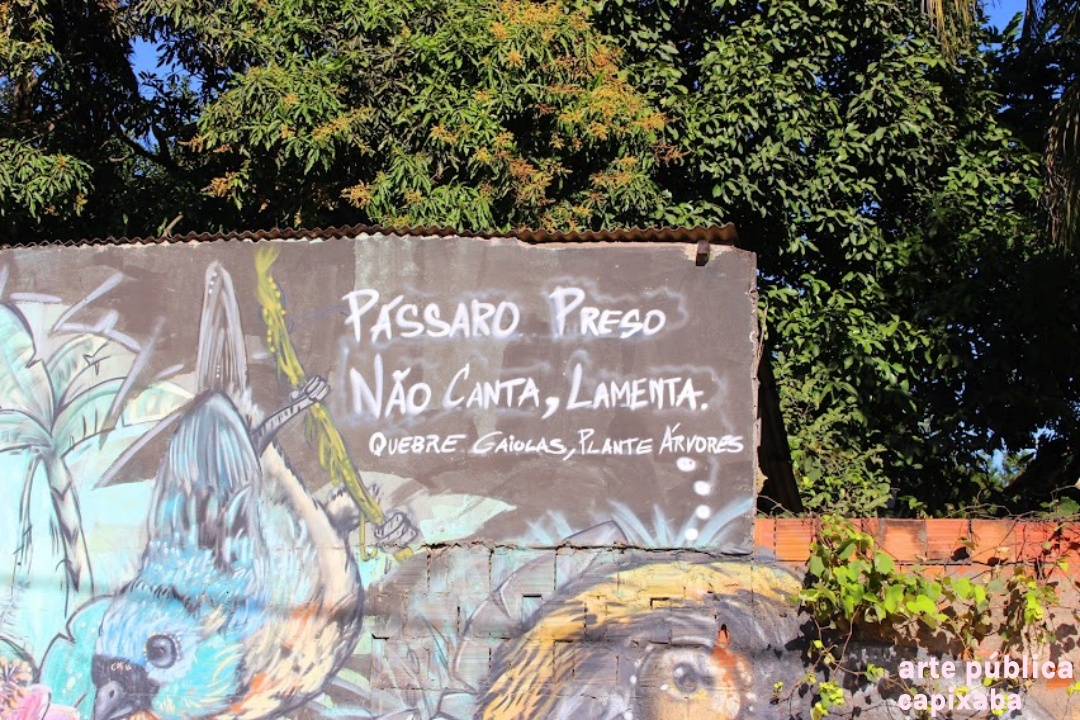 PÁSSARO PRESO
NÃO CANTA, LAMENTA.
QUEBRE GAIOLAS, PLANTE ÁRVORES
arte pública
capixaba